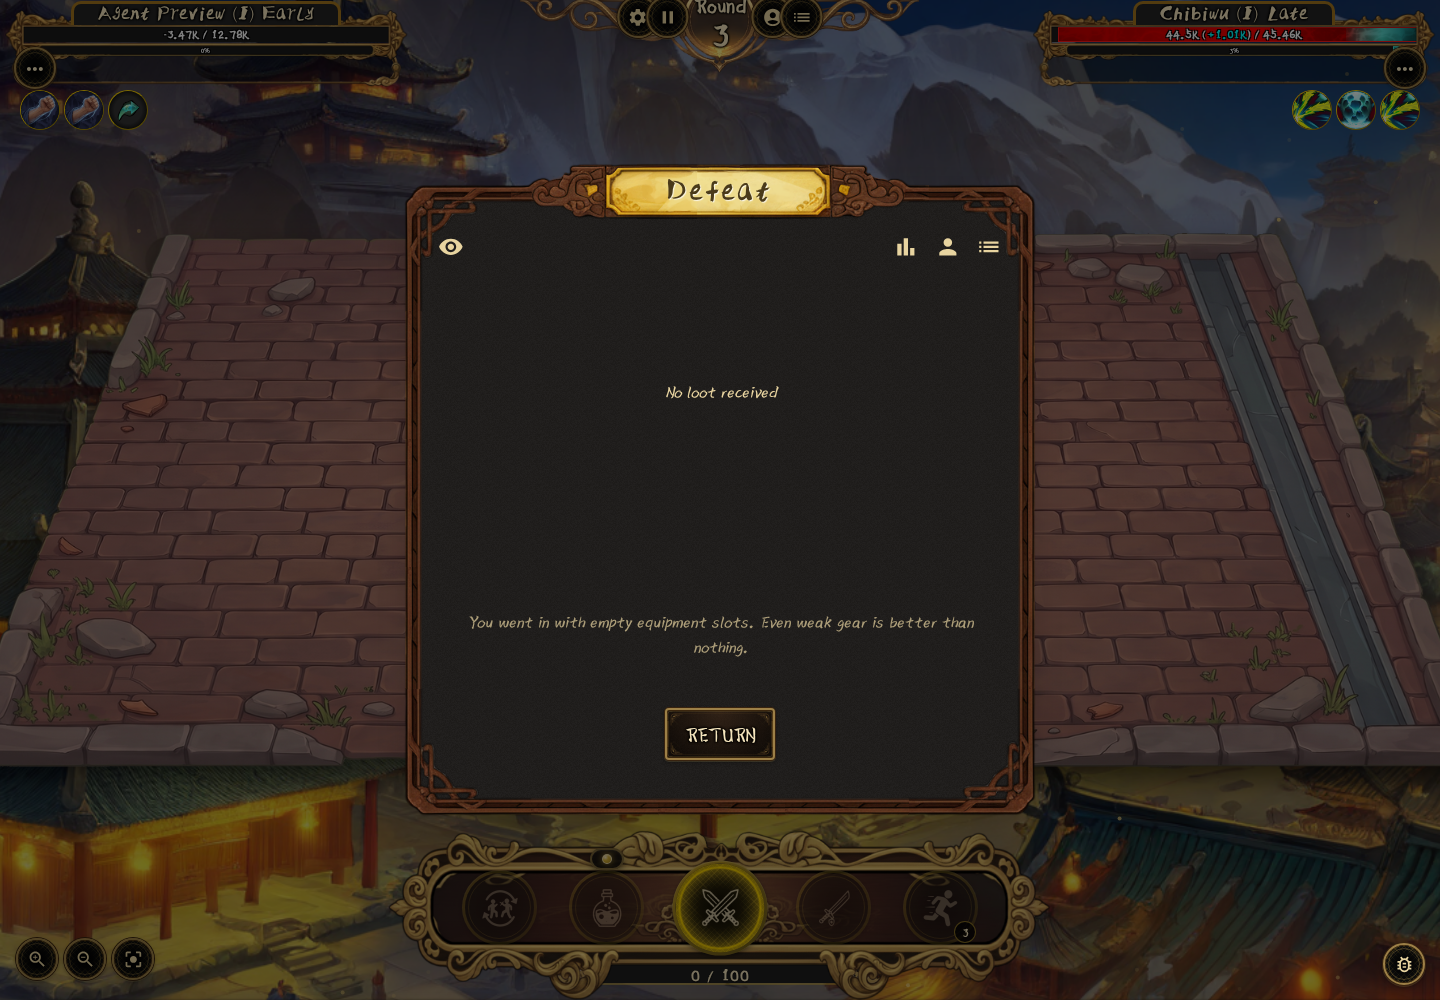 Agent Preview (I) Early
-3.47K / 12.78K
0%
Round
3
Chibiwu (I) Late
44.5K (+1.01K) / 45.46K
Defeat
No loot received
You went in with empty equipment slots. Even weak gear is better than
nothing.
RETURN
3
0 / 100